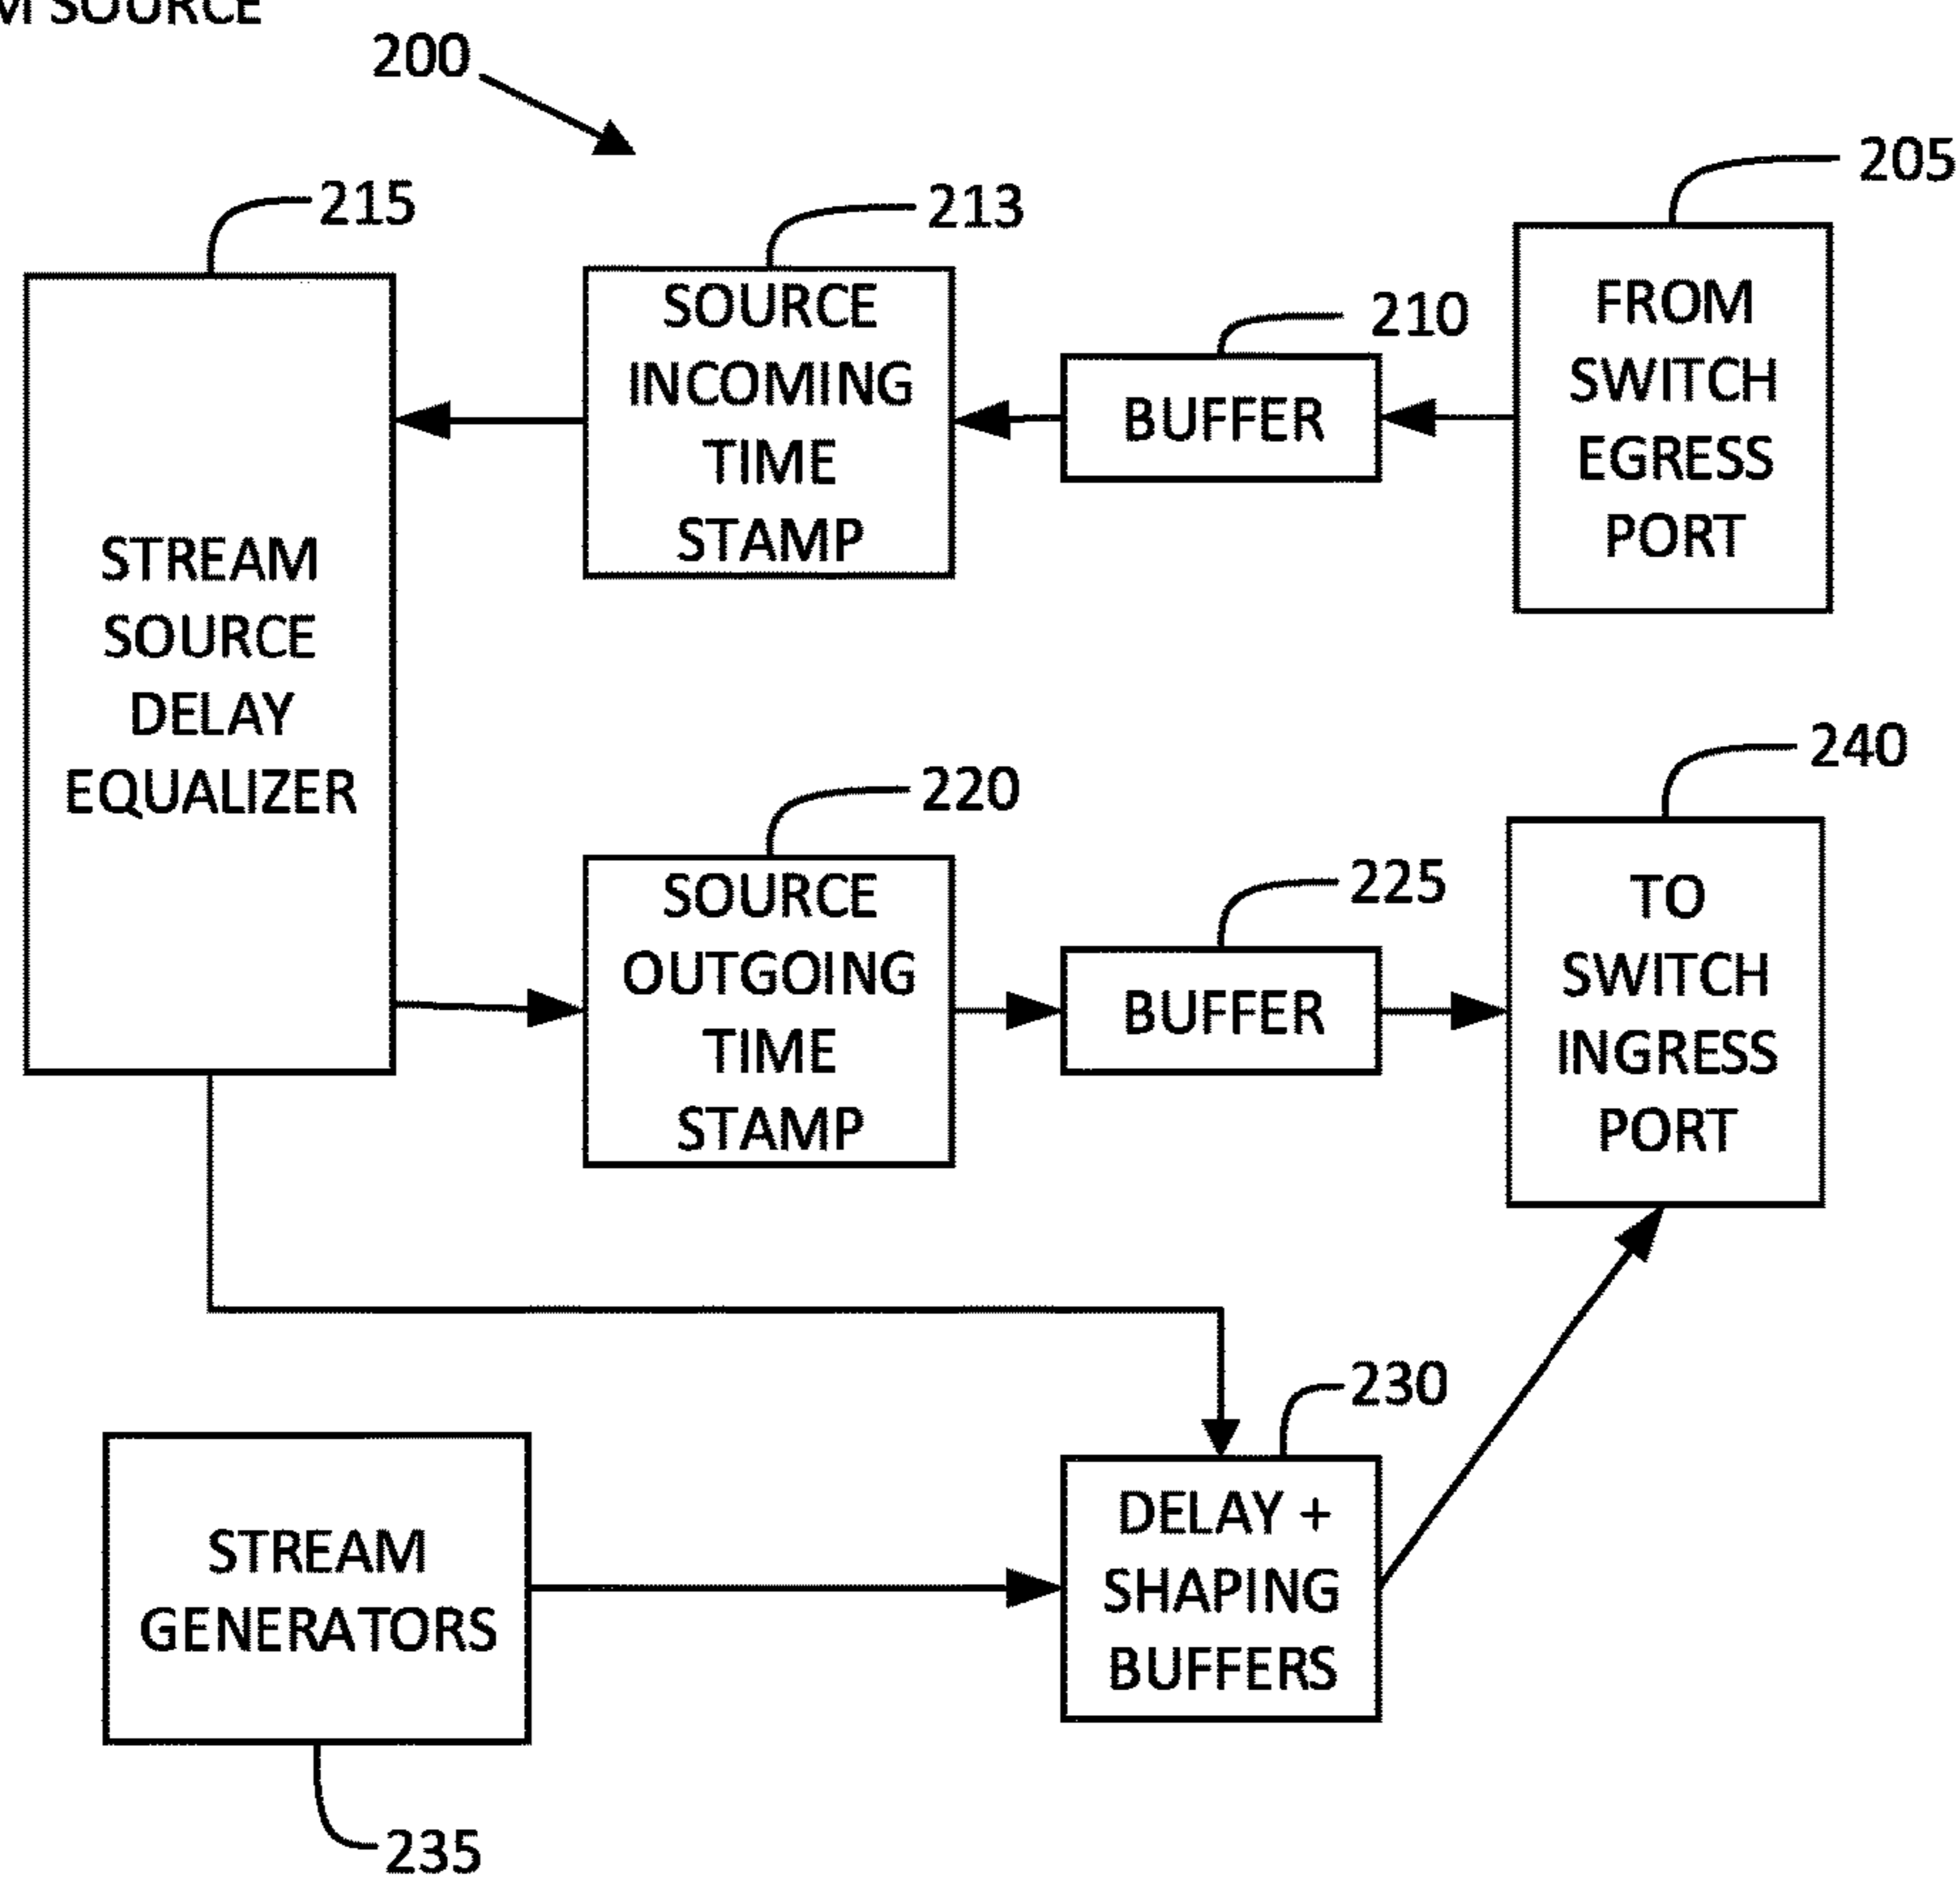 SOURCE
200
205
215
213
210
FROM
SWITCH
EGRESS
PORT
SOURCE
INCOMING
TIME
STAMP
BUFFER
STREAM
SOURCE
DELAY
EQUALIZER
220
225
240
SOURCE
OUTGOING
TIME
STAMP
BUFFER
TO
SWITCH
INGRESS
PORT
230
STREAM
GENERATORS
DELAY +
SHAPING
BUFFERS
235